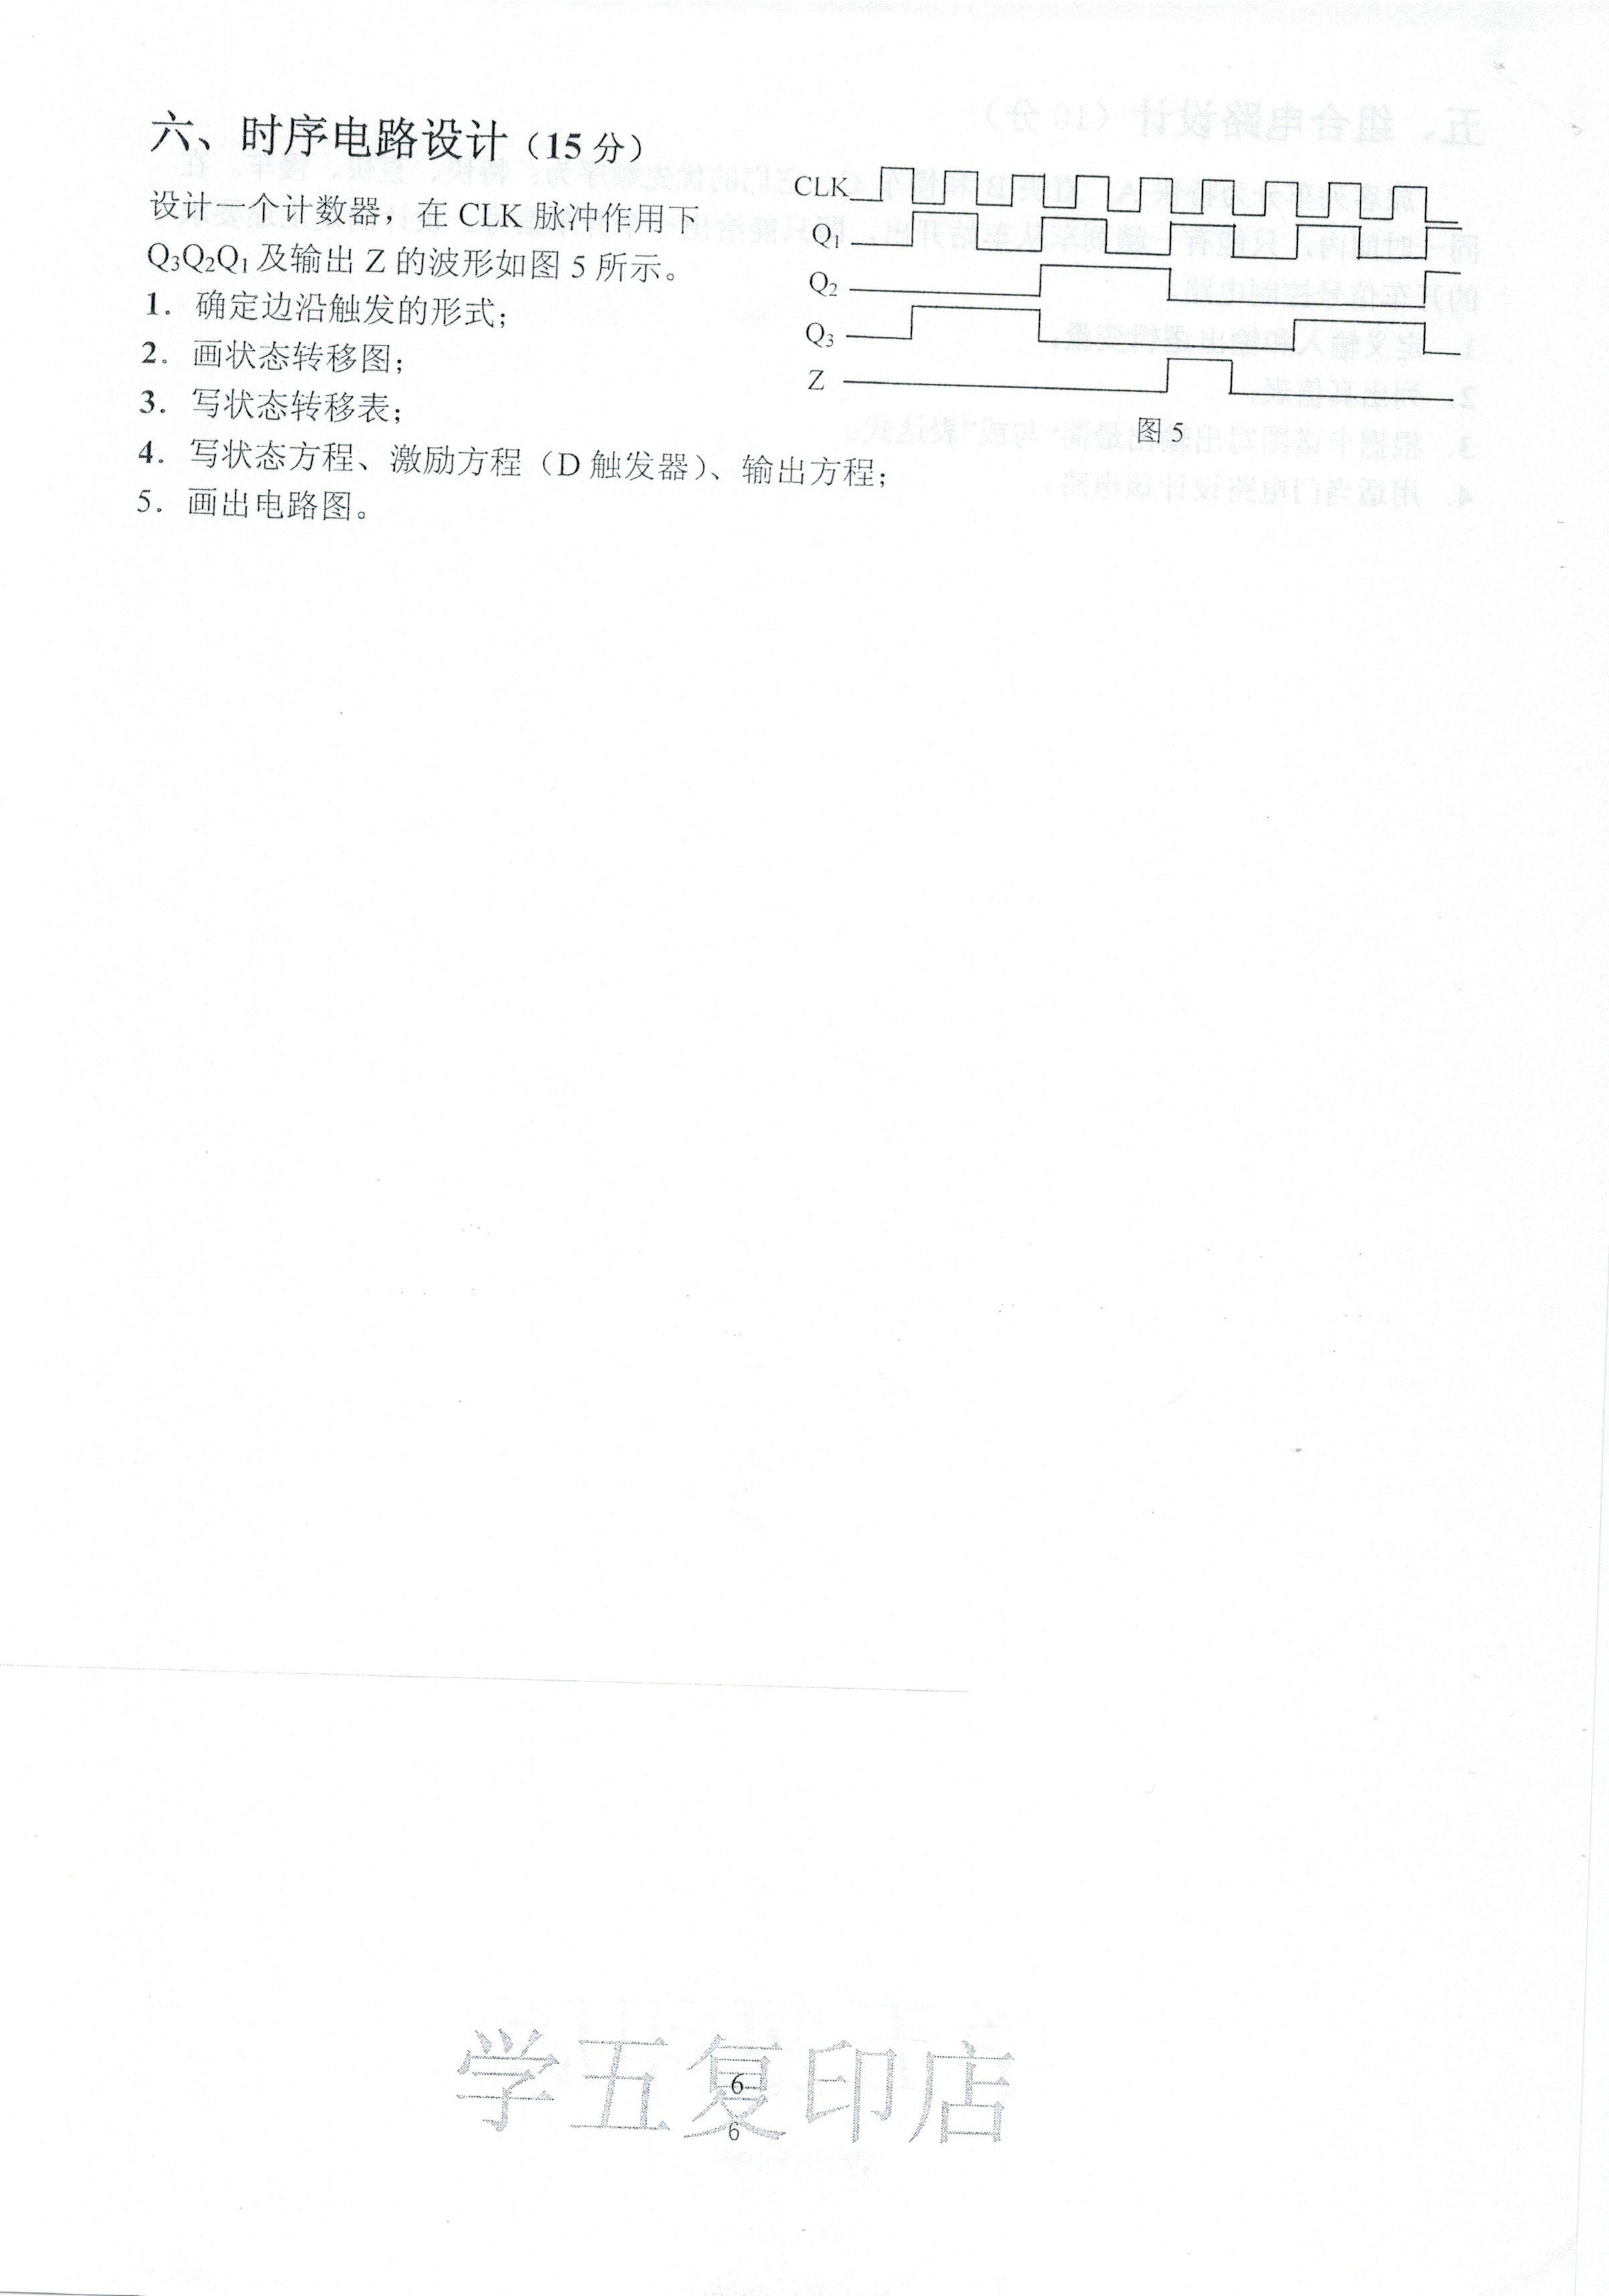 六、时序电路设计（15 分）
设计一个计数器，在 CLK 脉冲作用下
Q₃Q₂Q₁ 及输出 Z 的波形如图 5 所示。
1. 确定边沿触发的形式；
2. 画状态转移图；
3. 写状态转移表；
4. 写状态方程、激励方程（D 触发器）、输出方程；
5. 画出电路图。
CLK
Q₁
Q₂
Q₃
Z
图 5
学五复印店
6
6